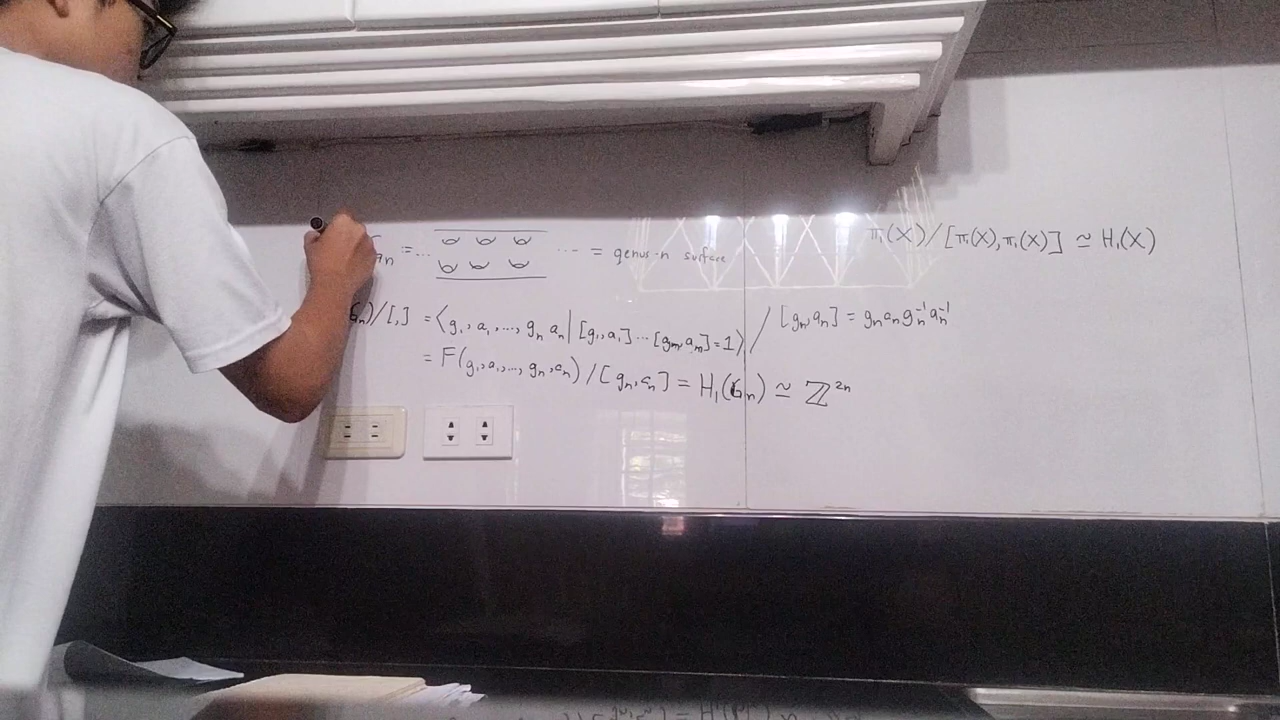 Gn = ... ... = genus-n surface
π₁(X)/[π₁(X), π₁(X)] ≃ H₁(X)
Gn)/[,] = ⟨g₁, a₁, ..., gn an | [g₁, a₁] ... [gn, an] = 1⟩ / [gn, an] = gn an gn⁻¹ an⁻¹
= F(g₁, a₁, ..., gn, an) / [gn, an] = H₁(Gn) ≃ ℤ²ⁿ